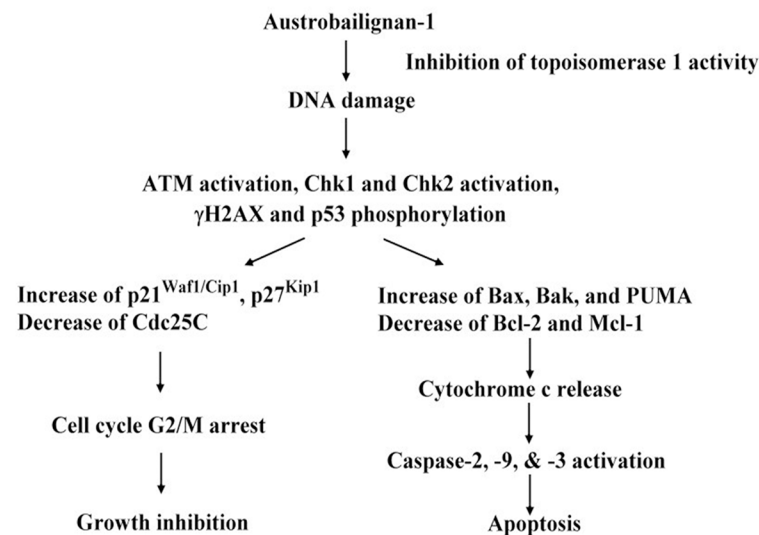 Austrobailignan-1
Inhibition of topoisomerase 1 activity
DNA damage
ATM activation, Chk1 and Chk2 activation,
γH2AX and p53 phosphorylation
Increase of p21Waf1/Cip1, p27Kip1
Decrease of Cdc25C
Increase of Bax, Bak, and PUMA
Decrease of Bcl-2 and Mcl-1
Cytochrome c release
Cell cycle G2/M arrest
Caspase-2, -9, & -3 activation
Growth inhibition
Apoptosis